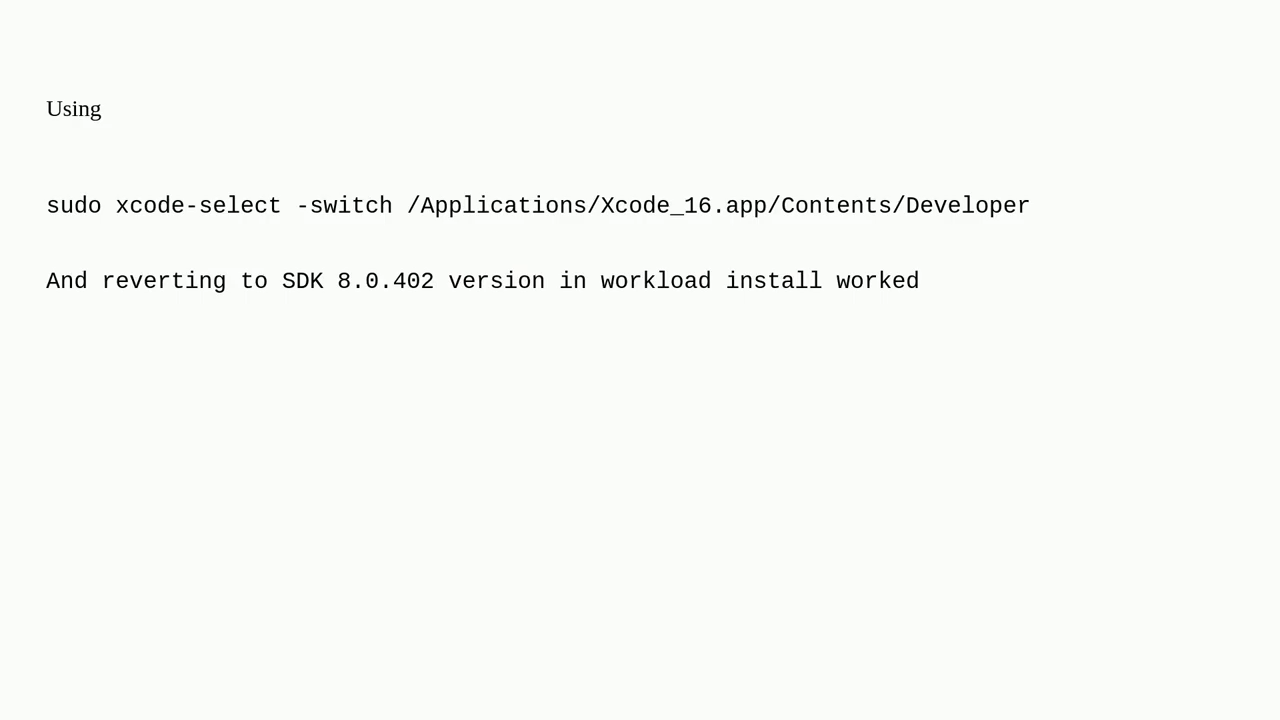 Using
sudo xcode-select -switch /Applications/Xcode_16.app/Contents/Developer
And reverting to SDK 8.0.402 version in workload install worked